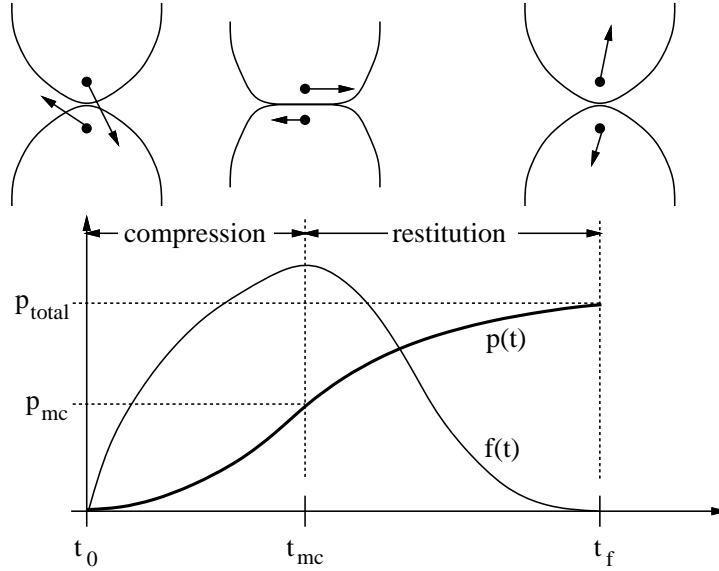 compression restitution
p_total
p(t)
p_mc
f(t)
t_0 t_mc t_f